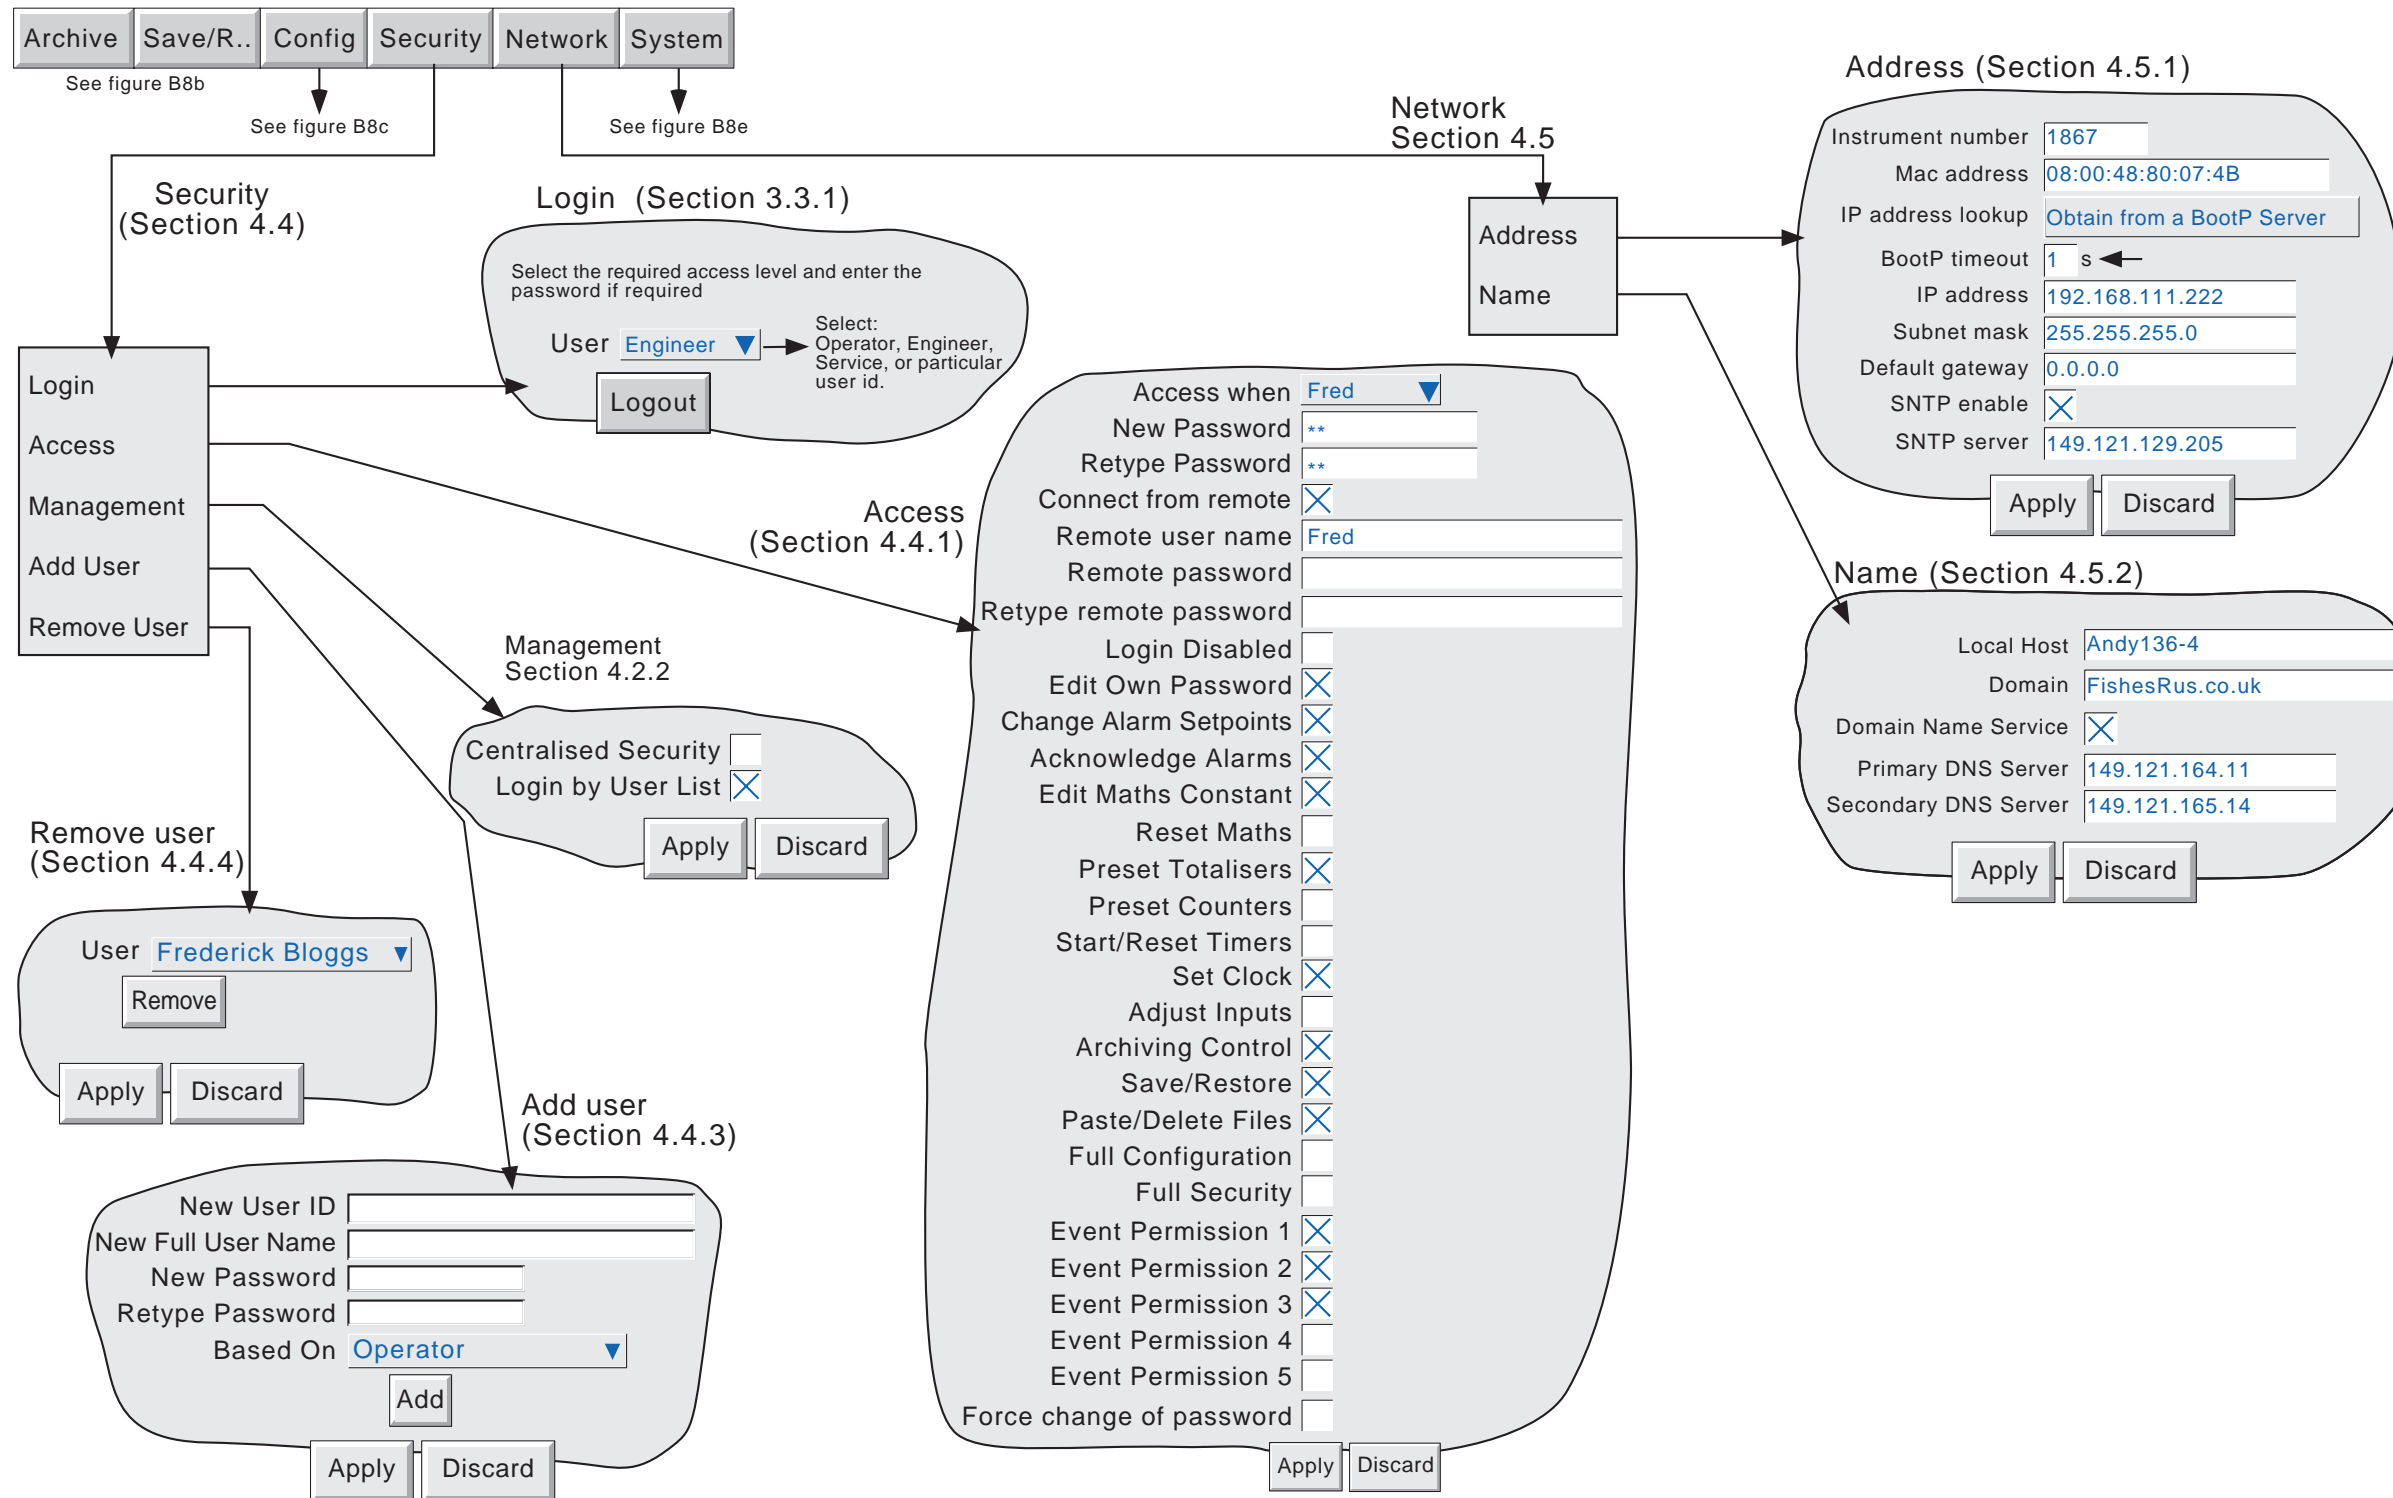 Archive Save/R.. Config Security Network System
See figure B8b
See figure B8c
See figure B8e
Security
(Section 4.4)
Login
Access
Management
Add User
Remove User
Login (Section 3.3.1)
Select the required access level and enter the
password if required
User Engineer
Select:
Operator, Engineer,
Service, or particular
user id.
Logout
Network
Section 4.5
Address
Name
Address (Section 4.5.1)
Instrument number 1867
Mac address 08:00:48:80:07:4B
IP address lookup Obtain from a BootP Server
BootP timeout 1 s
IP address 192.168.111.222
Subnet mask 255.255.255.0
Default gateway 0.0.0.0
SNTP enable
SNTP server 149.121.129.205
Apply Discard
Name (Section 4.5.2)
Local Host Andy136-4
Domain FishesRus.co.uk
Domain Name Service
Primary DNS Server 149.121.164.11
Secondary DNS Server 149.121.165.14
Apply Discard
Access
(Section 4.4.1)
Access when Fred
New Password **
Retype Password **
Connect from remote
Remote user name Fred
Remote password
Retype remote password
Login Disabled
Edit Own Password
Change Alarm Setpoints
Acknowledge Alarms
Edit Maths Constant
Reset Maths
Preset Totalisers
Preset Counters
Start/Reset Timers
Set Clock
Adjust Inputs
Archiving Control
Save/Restore
Paste/Delete Files
Full Configuration
Full Security
Event Permission 1
Event Permission 2
Event Permission 3
Event Permission 4
Event Permission 5
Force change of password
Apply Discard
Management
Section 4.2.2
Centralised Security
Login by User List
Apply Discard
Remove user
(Section 4.4.4)
User Frederick Bloggs
Remove
Apply Discard
Add user
(Section 4.4.3)
New User ID
New Full User Name
New Password
Retype Password
Based On Operator
Add
Apply Discard